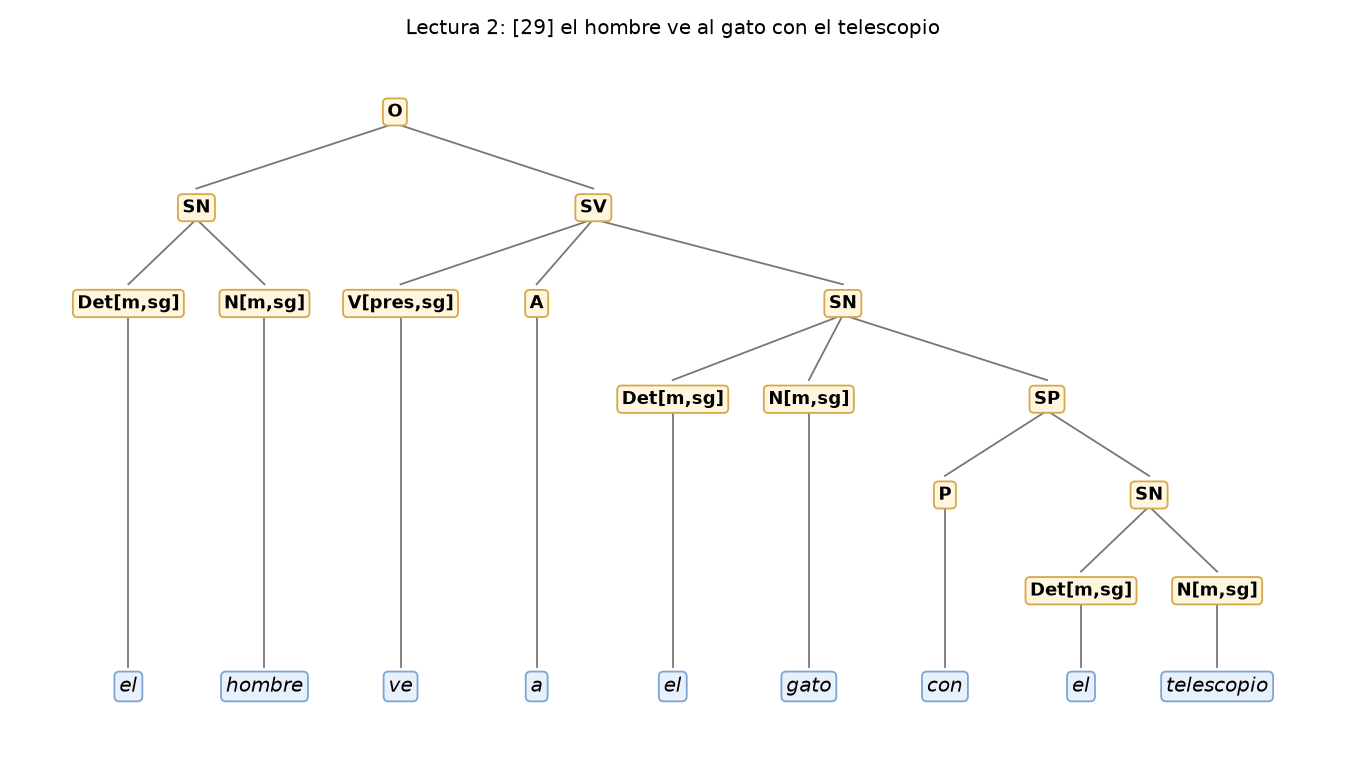 Lectura 2: [29] el hombre ve al gato con el telescopio
O
SN SV
Det[m,sg] N[m,sg] V[pres,sg] A SN
Det[m,sg] N[m,sg] SP
P SN
Det[m,sg] N[m,sg]
el hombre ve a el gato con el telescopio